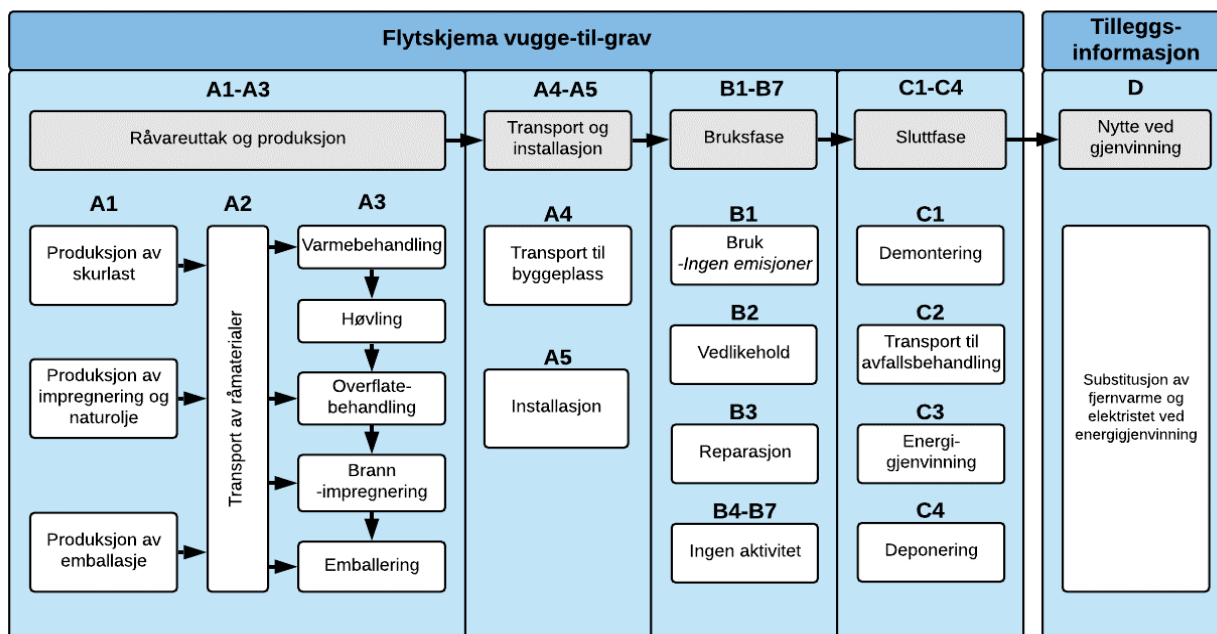 Flytskjema vugge-til-grav
Tilleggs-
informasjon
A1-A3
A4-A5
B1-B7
C1-C4
D
Råvareuttak og produksjon
Transport og
installasjon
Bruksfase
Sluttfase
Nytte ved
gjenvinning
A1
A2
A3
Produksjon av
skurlast
Produksjon av
impregnering og
naturolje
Produksjon av
emballasje
Transport av råmaterialer
Varmebehandling
Høvling
Overflate-
behandling
Brann
-impregnering
Emballering
A4
Transport til
byggeplass
A5
Installasjon
B1
Bruk
-Ingen emisjoner
B2
Vedlikehold
B3
Reparasjon
B4-B7
Ingen aktivitet
C1
Demontering
C2
Transport til
avfallsbehandling
C3
Energi-
gjenvinning
C4
Deponering
Substitusjon av
fjernvarme og
elektristet ved
energigjenvinning